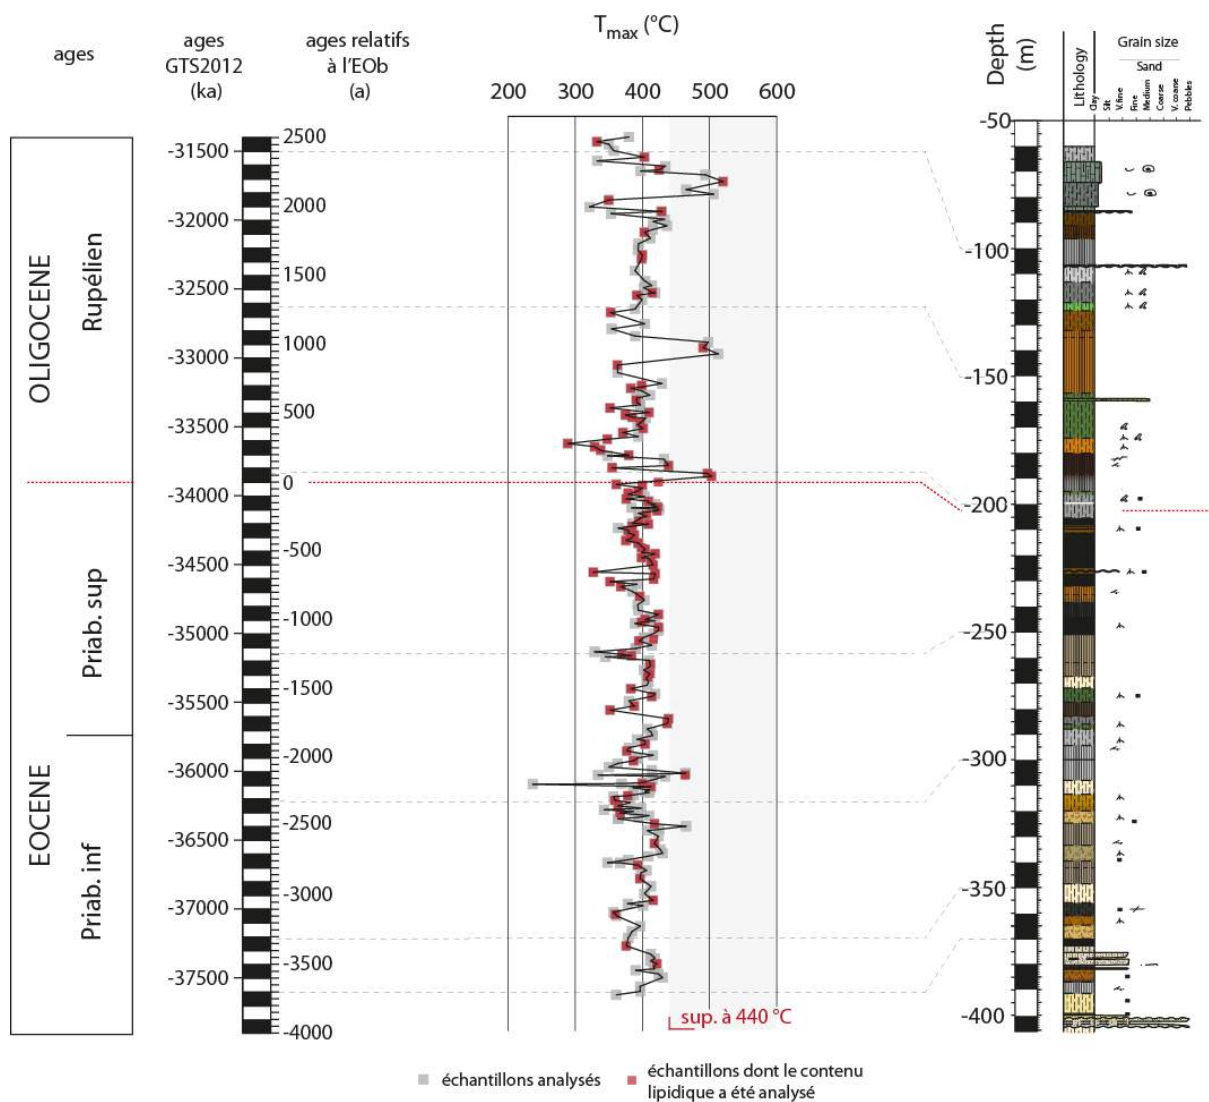 ages
ages
GTS2012
(ka)
ages relatifs
à l'EOb
(a)
Tmax (°C)
200 300 400 500 600
Depth
(m)
Lithology
Grain size
Sand
Clay
Silt
V.fine
Fine
Medium
Coarse
V. coarse
Pebbles
OLIGOCENE
Rupélien
EOCENE
Priab. sup
Priab. inf
-31500
-32000
-32500
-33000
-33500
-34000
-34500
-35000
-35500
-36000
-36500
-37000
-37500
2500
2000
1500
1000
500
0
-500
-1000
-1500
-2000
-2500
-3000
-3500
-4000
-50
-100
-150
-200
-250
-300
-350
-400
sup. à 440 °C
échantillons analysés
échantillons dont le contenu
lipidique a été analysé